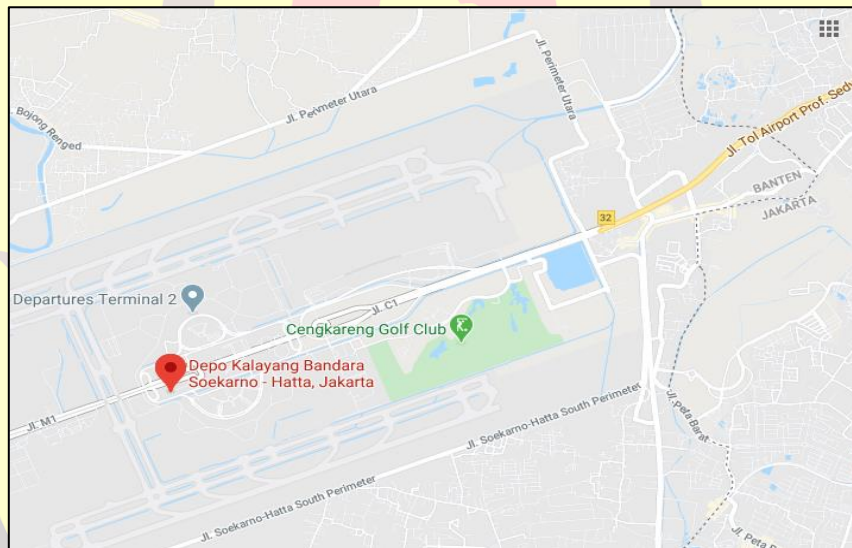 Jl. Perimeter Utara
Jl. Perimeter Utara
Bojong Renged
Jl. Tol Airport Prof. Sedy
BANTEN
JAKARTA
32
Departures Terminal 2
Jl. C1
Cengkareng Golf Club
Depo Kalayang Bandara
Soekarno - Hatta, Jakarta
Jl. M1
Jl. Soekarno-Hatta South Perimeter
Jl. Peta Barat
Jl. Soekarno-Hatta South Perimeter
Jl. Peta